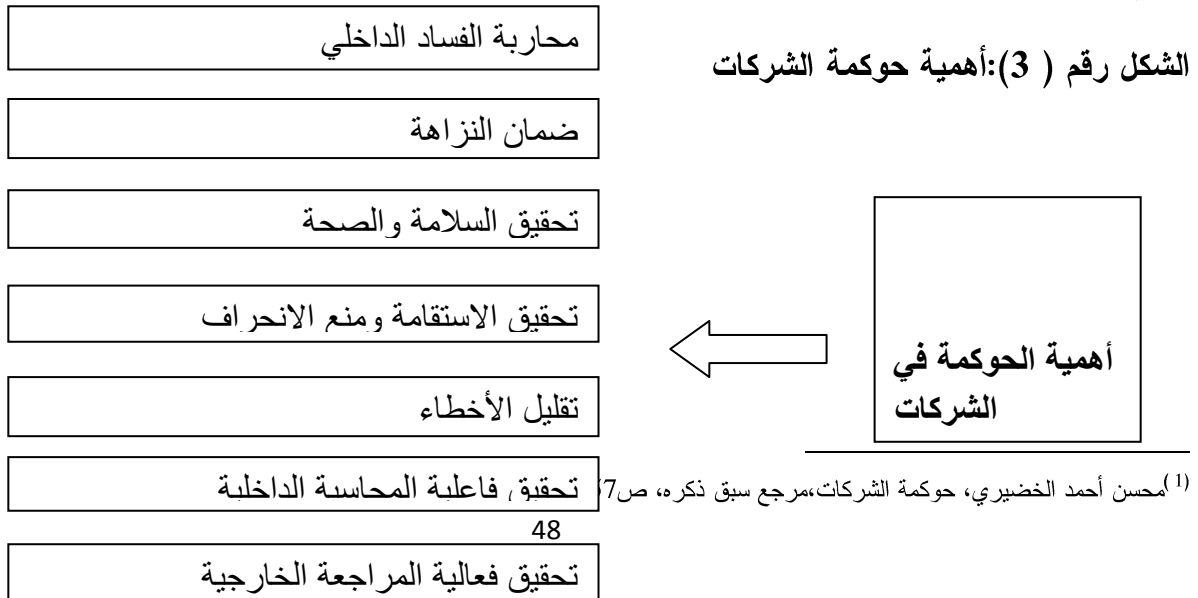 الشكل رقم ( 3):أهمية حوكمة الشركات
محاربة الفساد الداخلي
ضمان النزاهة
تحقيق السلامة والصحة
تحقيق الاستقامة ومنع الانحراف
تقليل الأخطاء
تحقيق فاعلية المحاسبة الداخلية
تحقيق فعالية المراجعة الخارجية
أهمية الحوكمة في
الشركات
(1)محسن أحمد الخضيري، حوكمة الشركات،مرجع سبق ذكره، ص7
48